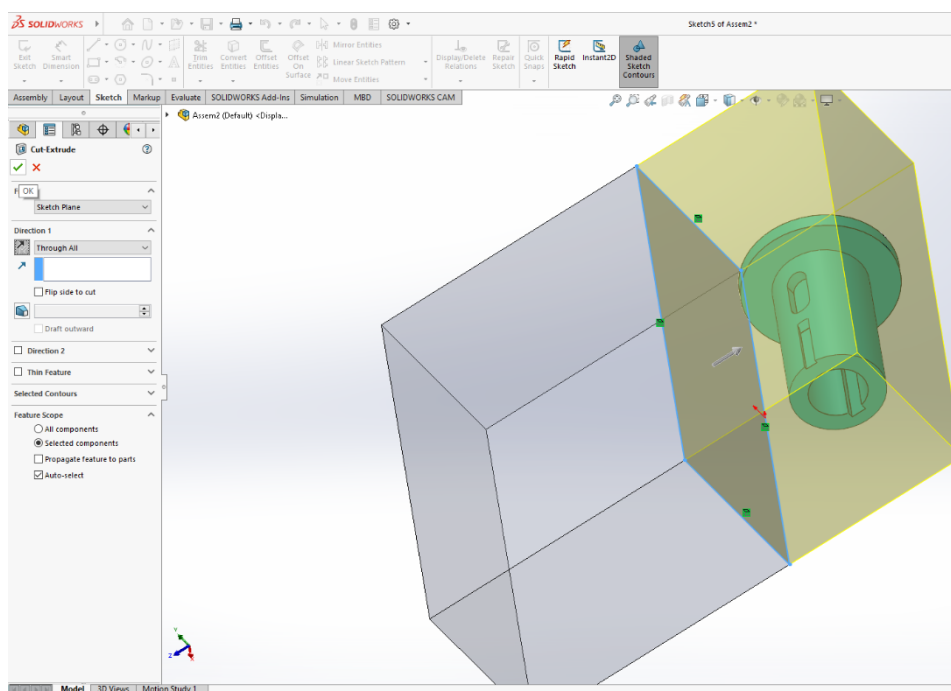 SOLIDWORKS
Sketch5 of Assem2 *
Exit Sketch
Smart Dimension
Trim Entities
Convert Entities
Offset Entities
Offset On Surface
Mirror Entities
Linear Sketch Pattern
Move Entities
Display/Delete Relations
Repair Sketch
Quick Snaps
Rapid Sketch
Instant2D
Shaded Sketch Contours
Assembly Layout Sketch Markup Evaluate SOLIDWORKS Add-Ins Simulation MBD SOLIDWORKS CAM
Assem2 (Default) <Displa...
Cut-Extrude
OK
Sketch Plane
Direction 1
Through All
Flip side to cut
Draft outward
Direction 2
Thin Feature
Selected Contours
Feature Scope
All components
Selected components
Propagate feature to parts
Auto-select
Y
Z
X
Model 3D Views Motion Study 1